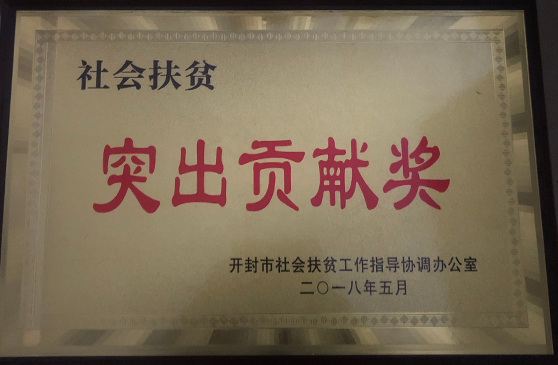 社会扶贫
突出贡献奖
开封市社会扶贫工作指导协调办公室
二〇一八年五月